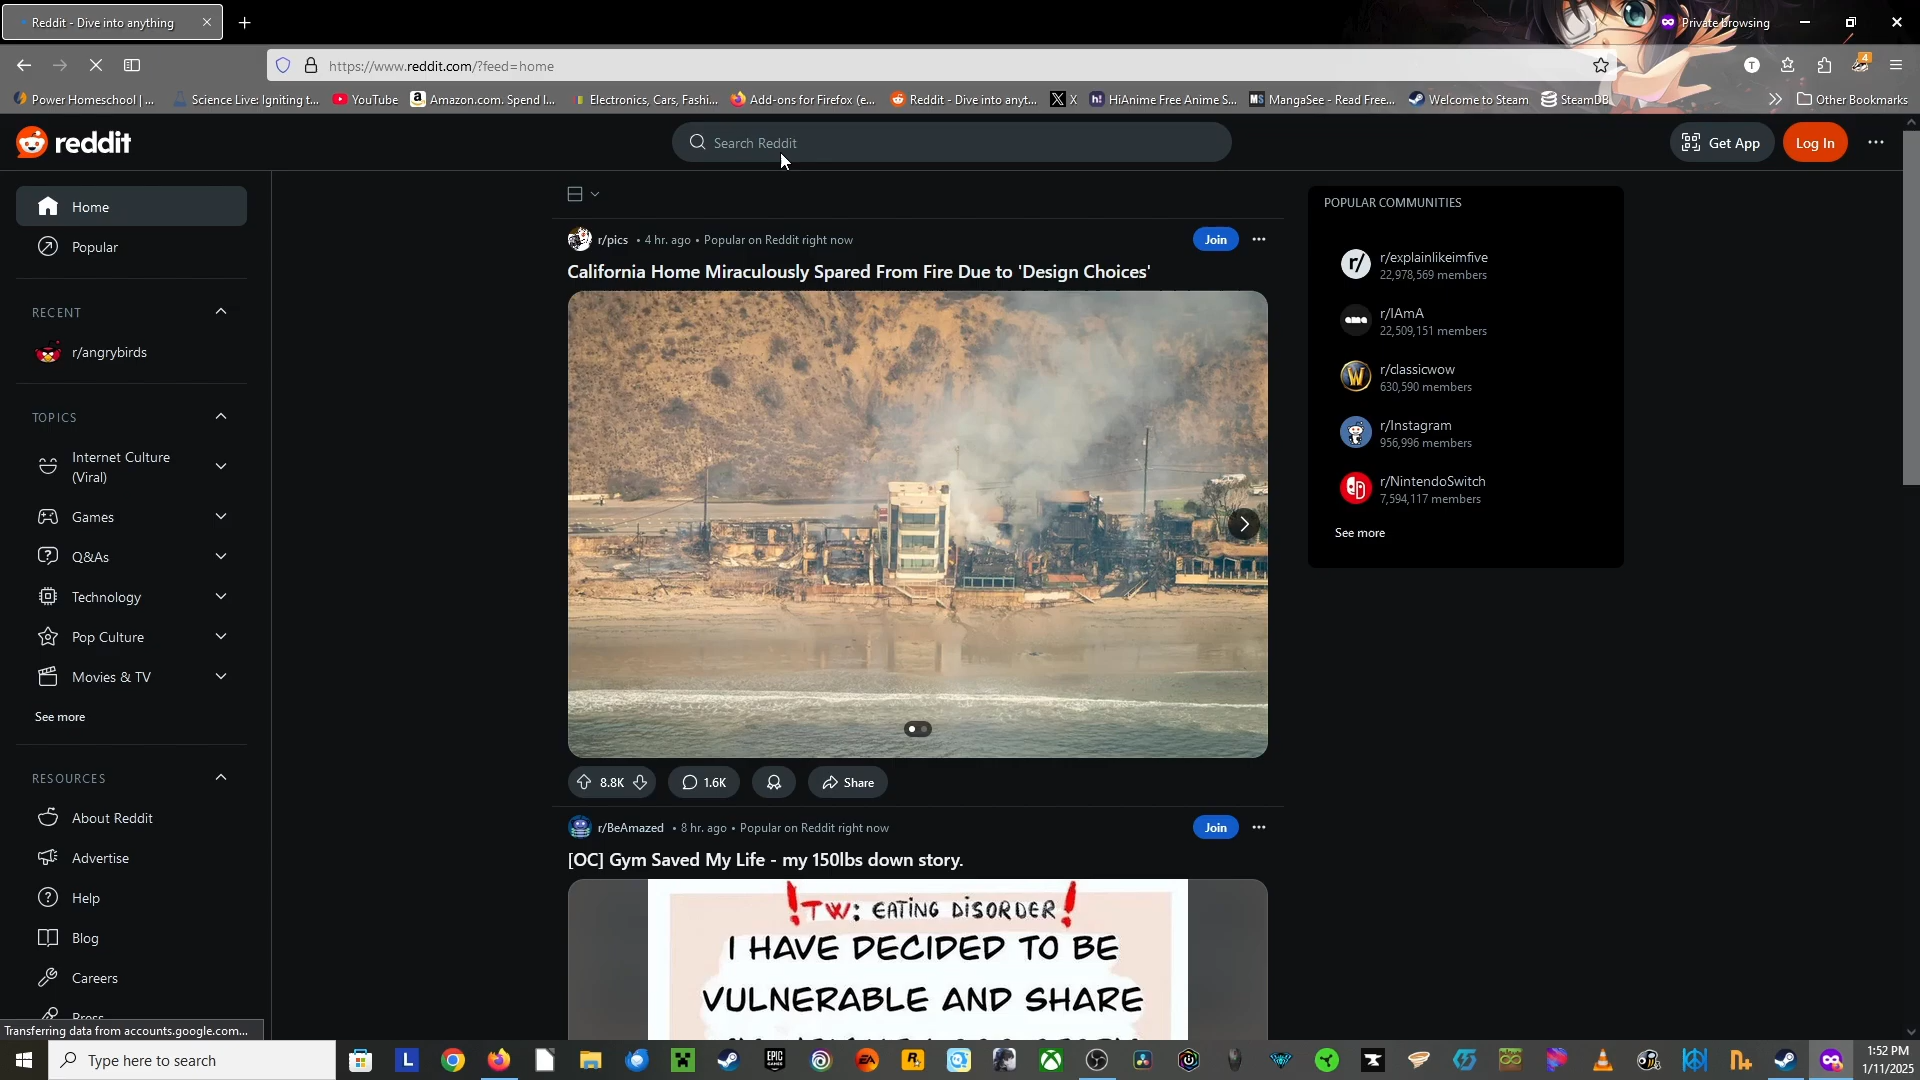 Reddit - Dive into anything
Private browsing
https://www.reddit.com/?feed=home
T
4
Power Homeschool | ...
Science Live: Igniting t...
YouTube
Amazon.com. Spend l...
Electronics, Cars, Fashi...
Add-ons for Firefox (e...
Reddit - Dive into anyt...
X
HiAnime Free Anime S...
MangaSee - Read Free...
Welcome to Steam
SteamDB
Other Bookmarks
reddit
Search Reddit
Get App
Log In
Home
Popular
RECENT
r/angrybirds
TOPICS
Internet Culture
(Viral)
Games
Q&As
Technology
Pop Culture
Movies & TV
See more
RESOURCES
About Reddit
Advertise
Help
Blog
Careers
Press
Transferring data from accounts.google.com...
r/pics • 4 hr. ago • Popular on Reddit right now
Join
California Home Miraculously Spared From Fire Due to 'Design Choices'
8.8K
1.6K
Share
r/BeAmazed • 8 hr. ago • Popular on Reddit right now
Join
[OC] Gym Saved My Life - my 150lbs down story.
!TW: EATING DISORDER!
I HAVE DECIDED TO BE
VULNERABLE AND SHARE
POPULAR COMMUNITIES
r/explainlikeimfive
22,978,569 members
r/IAmA
22,509,151 members
r/classicwow
630,590 members
r/Instagram
956,996 members
r/NintendoSwitch
7,594,117 members
See more
Type here to search
1:52 PM
1/11/2025